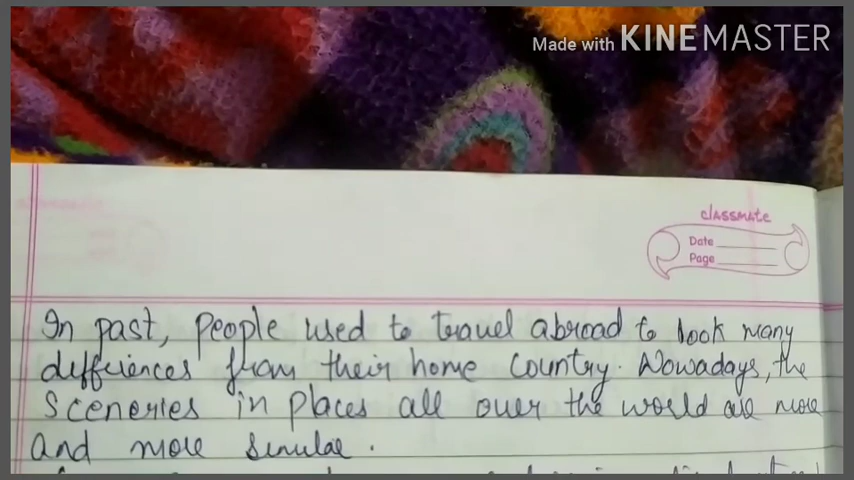 Made with KINEMASTER
classmate
Date
Page
In past, people used to travel abroad to look many
differences from their home country. Nowadays, the
sceneries in places all over the world are more
and more similar.